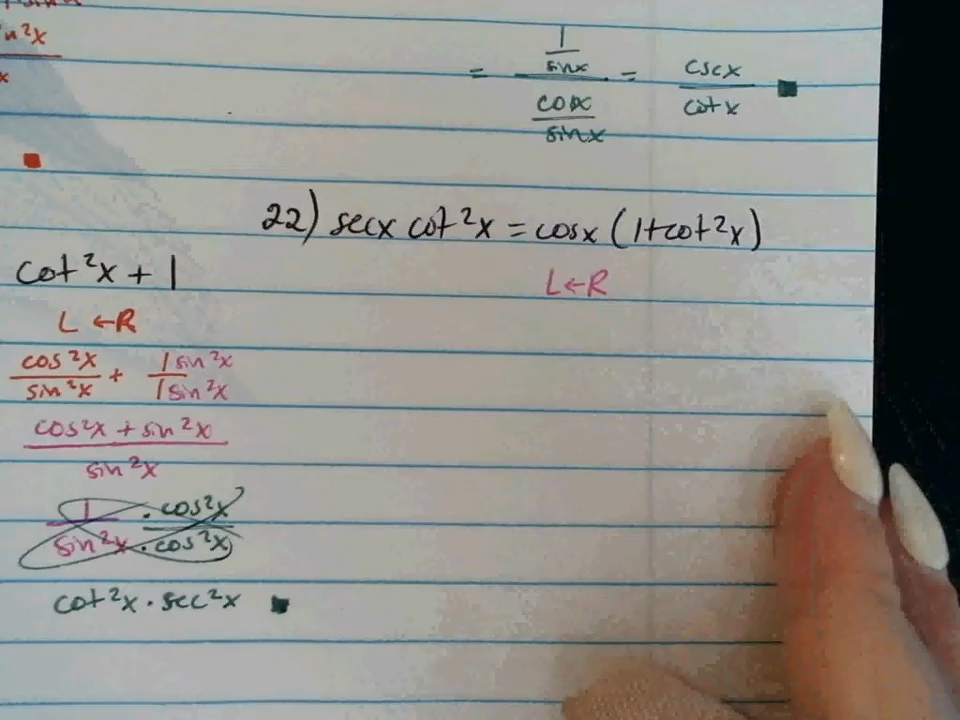 n²x
x
= 1/sinx / cosx/sinx = cscx/cotx ■
■
22) secx cot²x = cosx (1+cot²x)
L←R
cot²x + 1
L ←R
cos²x/sin²x + 1sin²x/1sin²x
cos²x + sin²x/sin²x
1/sin²x · cos²x/cos²x
cot²x · sec²x ■